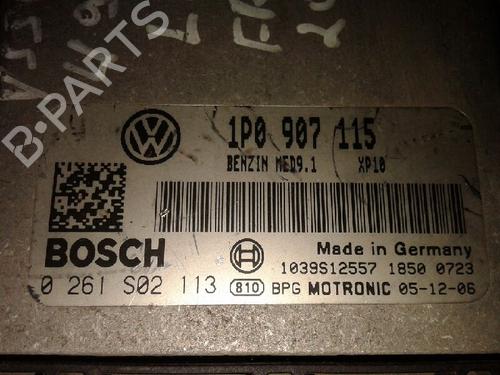 B-PARTS
VW
1P0 907 115
BENZIN MED9.1 XP10
BOSCH
Made in Germany
1039S12557 1850 0723
0 261 S02 113 810 BPG MOTRONIC 05-12-06